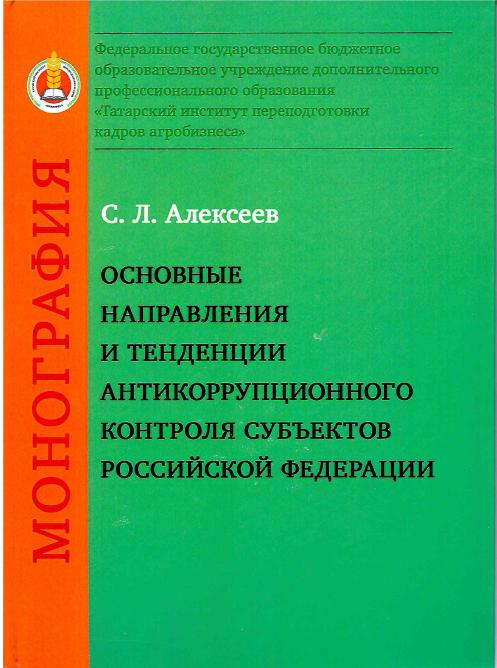 Федеральное государственное бюджетное
образовательное учреждение дополнительного
профессионального образования
«Татарский институт переподготовки
кадров агробизнеса»
С. Л. Алексеев
ОСНОВНЫЕ
НАПРАВЛЕНИЯ
И ТЕНДЕНЦИИ
АНТИКОРРУПЦИОННОГО
КОНТРОЛЯ СУБЪЕКТОВ
РОССИЙСКОЙ ФЕДЕРАЦИИ
МОНОГРАФИЯ